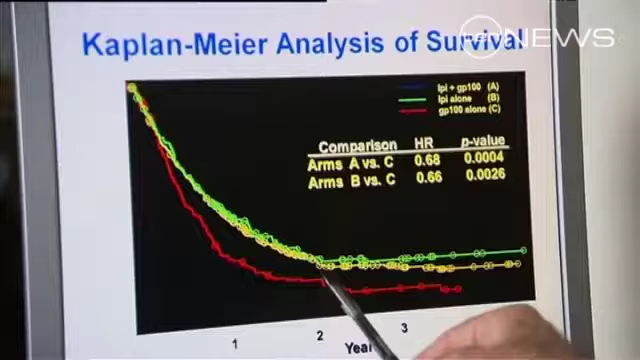 NEWS
Kaplan-Meier Analysis of Survival
Ipi + gp100 (A)
Ipi alone (B)
gp100 alone (C)
Comparison HR p-value
Arms A vs. C 0.68 0.0004
Arms B vs. C 0.66 0.0026
1 2 3
Year